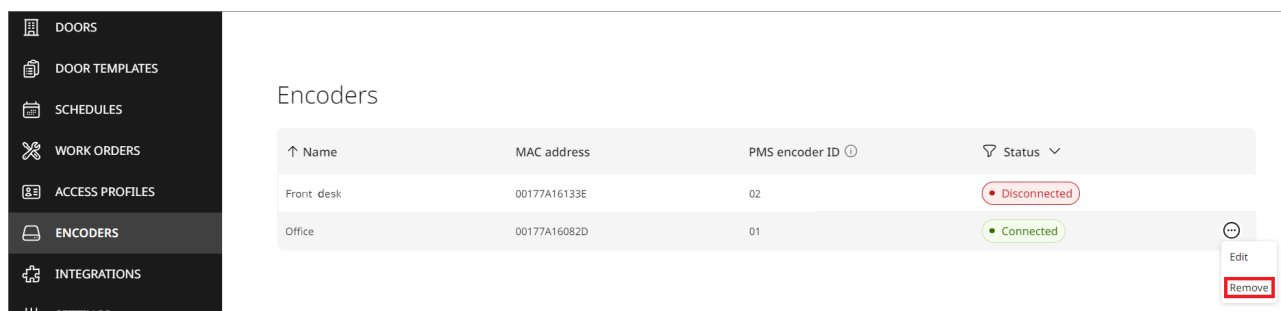 DOORS
DOOR TEMPLATES
SCHEDULES
WORK ORDERS
ACCESS PROFILES
ENCODERS
INTEGRATIONS
Encoders
Name MAC address PMS encoder ID Status
Front desk 00177A16133E 02 Disconnected
Office 00177A16082D 01 Connected
Edit
Remove